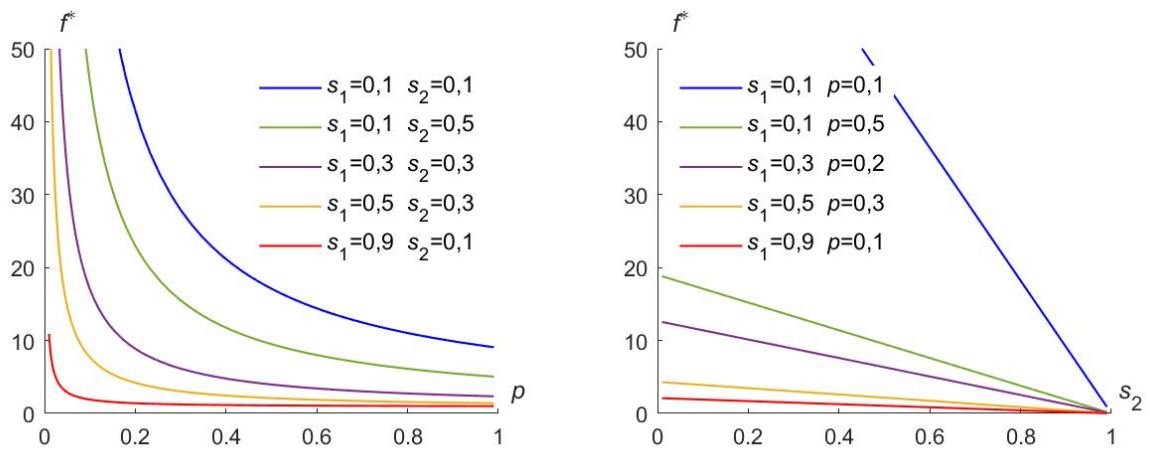 f*
50
40
30
20
10
0
s1=0,1 s2=0,1
s1=0,1 s2=0,5
s1=0,3 s2=0,3
s1=0,5 s2=0,3
s1=0,9 s2=0,1
p
0 0.2 0.4 0.6 0.8 1
f*
50
40
30
20
10
0
s1=0,1 p=0,1
s1=0,1 p=0,5
s1=0,3 p=0,2
s1=0,5 p=0,3
s1=0,9 p=0,1
s2
0 0.2 0.4 0.6 0.8 1